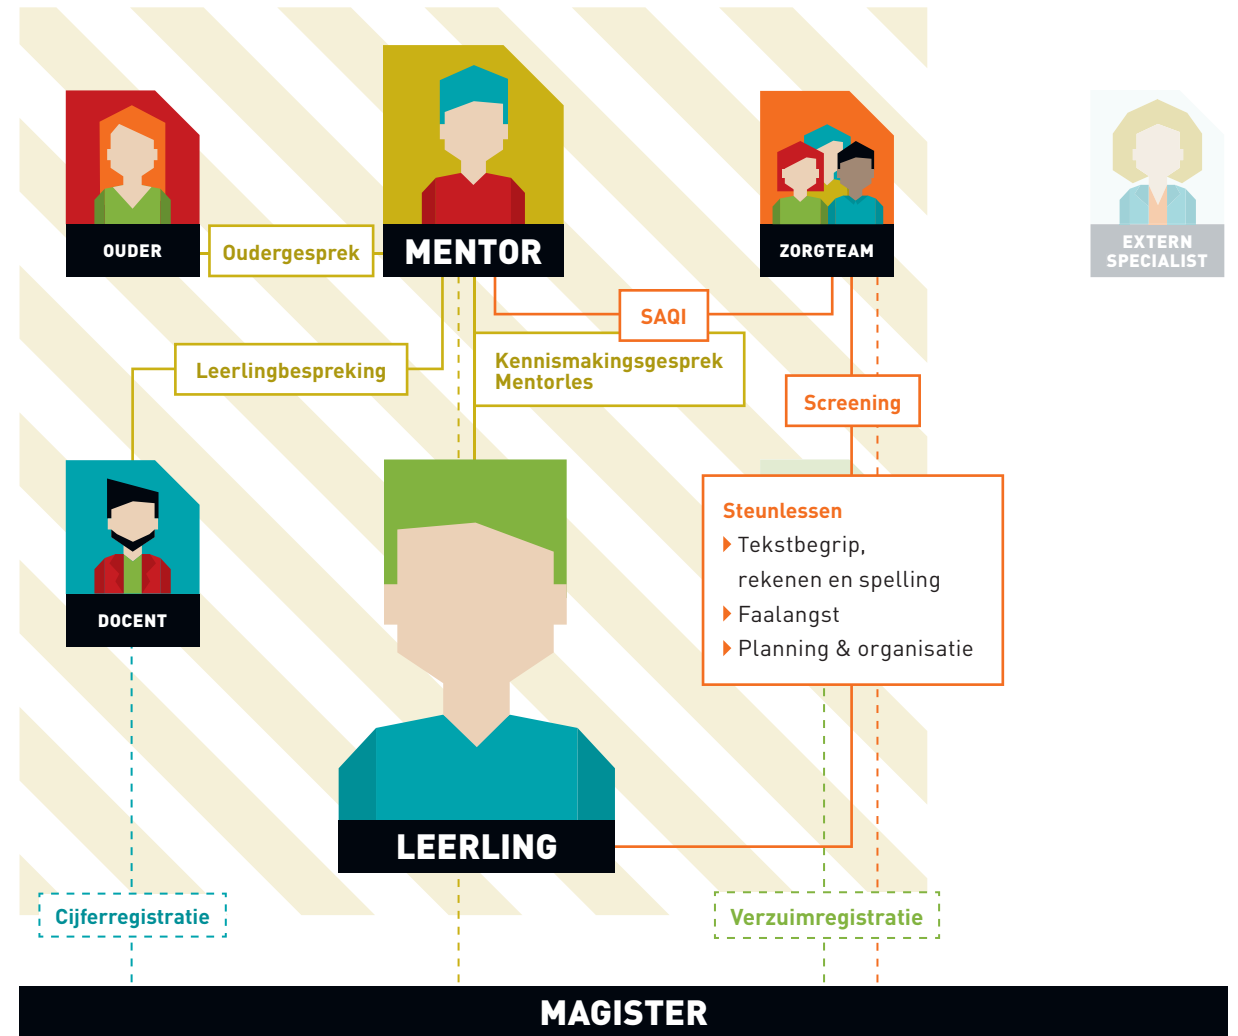 OUDER
Oudergesprek
MENTOR
ZORGTEAM
EXTERN
SPECIALIST
SAQI
Leerlingbespreking
Kennismakingsgesprek
Mentorles
Screening
Steunlessen
Tekstbegrip,
rekenen en spelling
Faalangst
Planning & organisatie
DOCENT
LEERLING
Cijferregistratie
Verzuimregistratie
MAGISTER